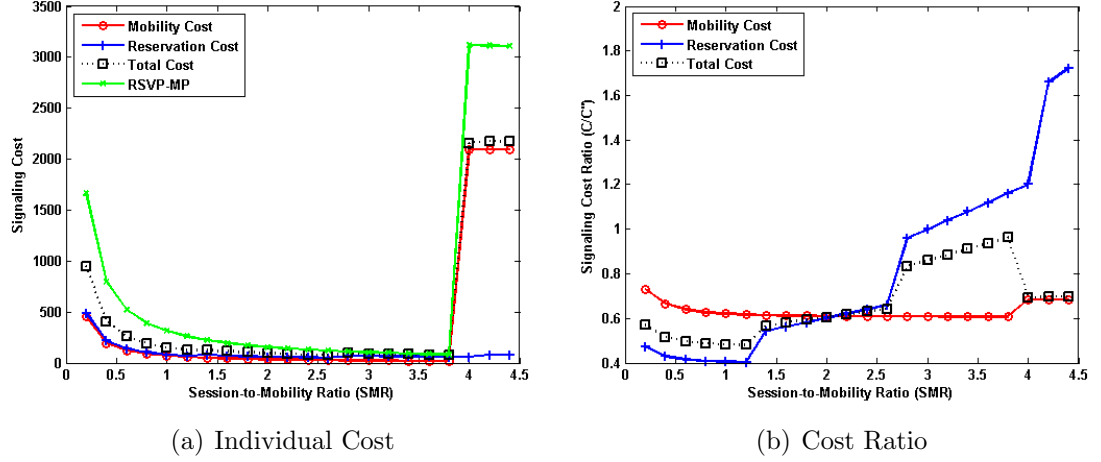 3500
3000
2500
2000
1500
1000
500
0
Signaling Cost
Mobility Cost
Reservation Cost
Total Cost
RSVP-MP
0 0.5 1 1.5 2 2.5 3 3.5 4 4.5
Session-to-Mobility Ratio (SMR)
(a) Individual Cost
2
1.8
1.6
1.4
1.2
1
0.8
0.6
0.4
Signaling Cost Ratio (C/C")
Mobility Cost
Reservation Cost
Total Cost
0 0.5 1 1.5 2 2.5 3 3.5 4 4.5
Session-to-Mobility Ratio (SMR)
(b) Cost Ratio